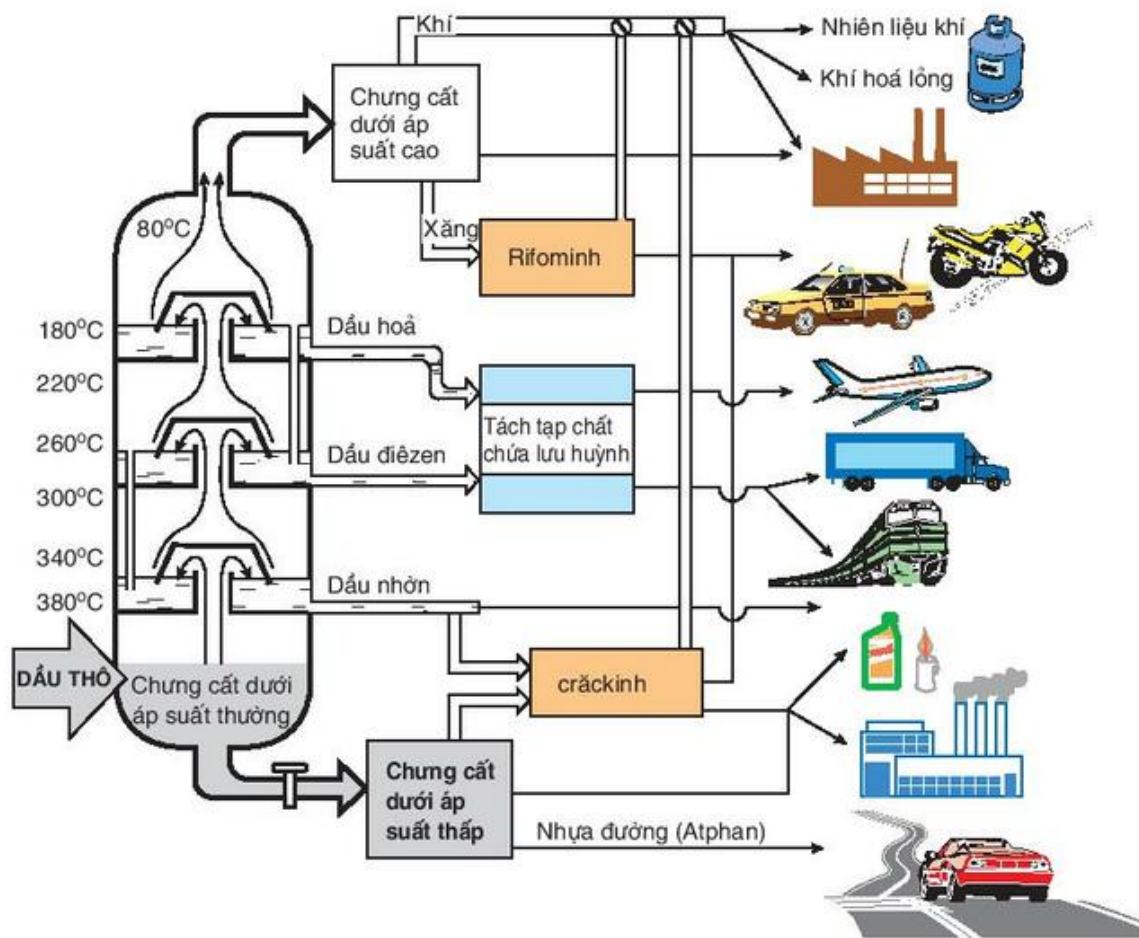 Khí
Nhiên liệu khí
Khí hoá lỏng
Chưng cất
dưới áp
suất cao
80°C
Xăng
Rifominh
180°C
Dầu hoả
220°C
Tách tạp chất
chứa lưu huỳnh
260°C
Dầu điêzen
300°C
340°C
Dầu nhờn
380°C
DẦU THÔ
Chưng cất dưới
áp suất thường
crăckinh
Chưng cất
dưới áp
suất thấp
Nhựa đường (Atphan)